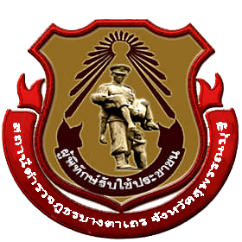 ผู้พิทักษ์รับใช้ประชาชน
สถานีตำรวจภูธรบางตาเถร จังหวัดสุพรรณบุรี